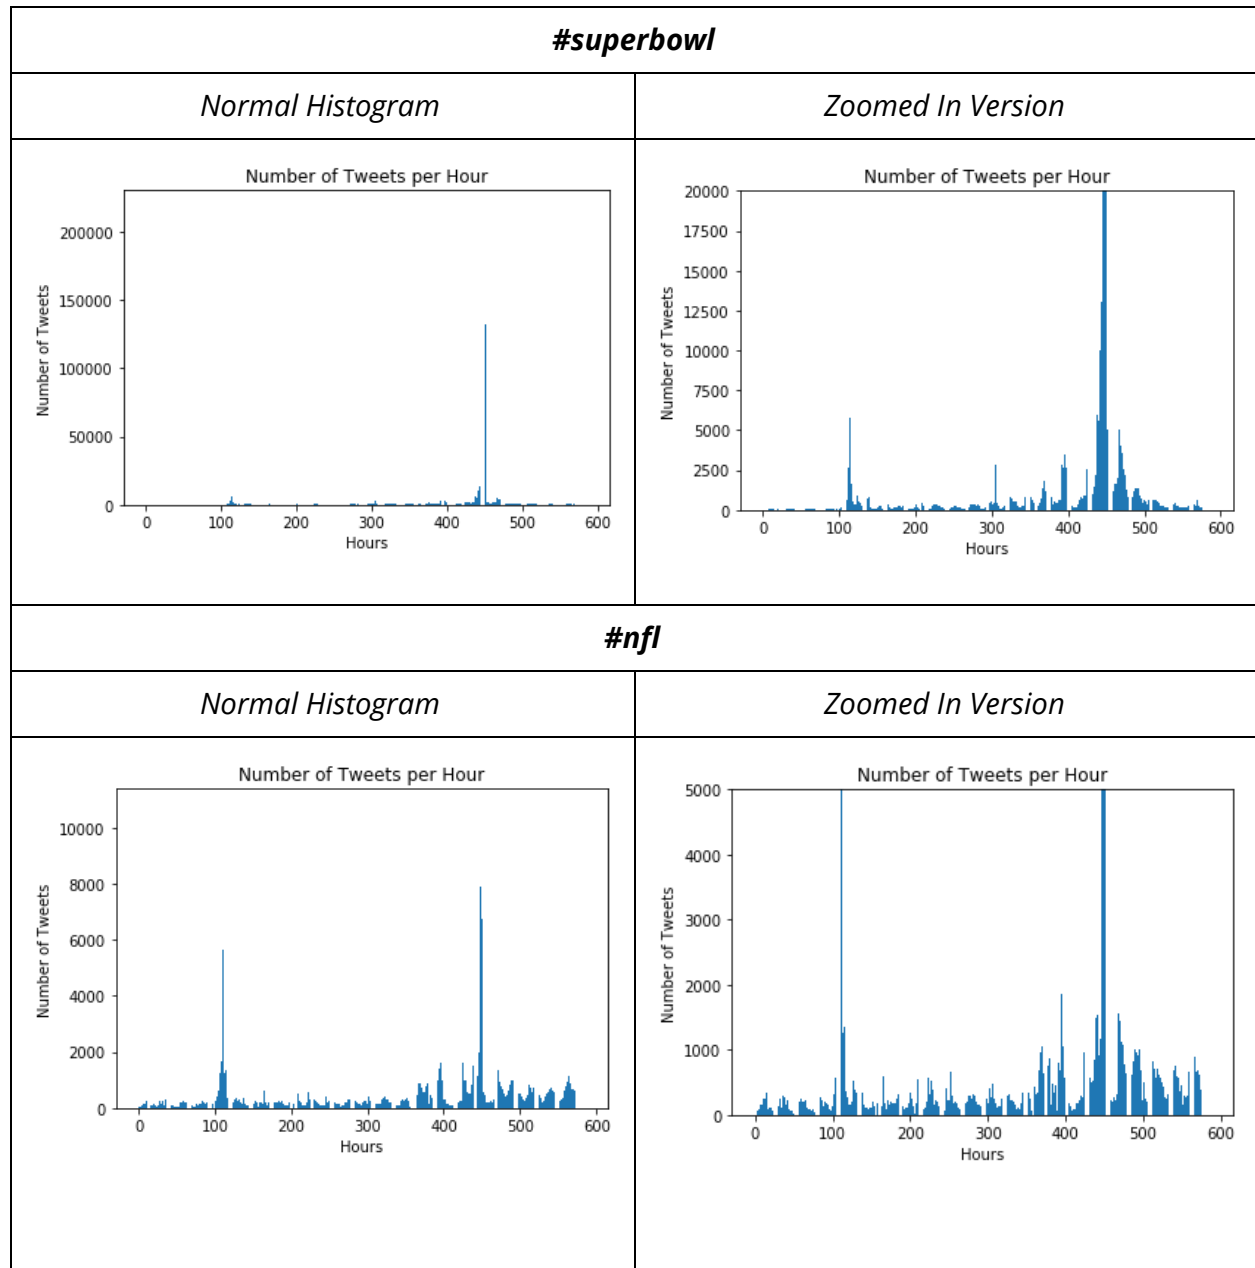 #superbowl
Normal Histogram
Zoomed In Version
Number of Tweets per Hour
Number of Tweets
200000
150000
100000
50000
0
0 100 200 300 400 500 600
Hours
Number of Tweets per Hour
Number of Tweets
20000
17500
15000
12500
10000
7500
5000
2500
0
0 100 200 300 400 500 600
Hours
#nfl
Normal Histogram
Zoomed In Version
Number of Tweets per Hour
Number of Tweets
10000
8000
6000
4000
2000
0
0 100 200 300 400 500 600
Hours
Number of Tweets per Hour
Number of Tweets
5000
4000
3000
2000
1000
0
0 100 200 300 400 500 600
Hours